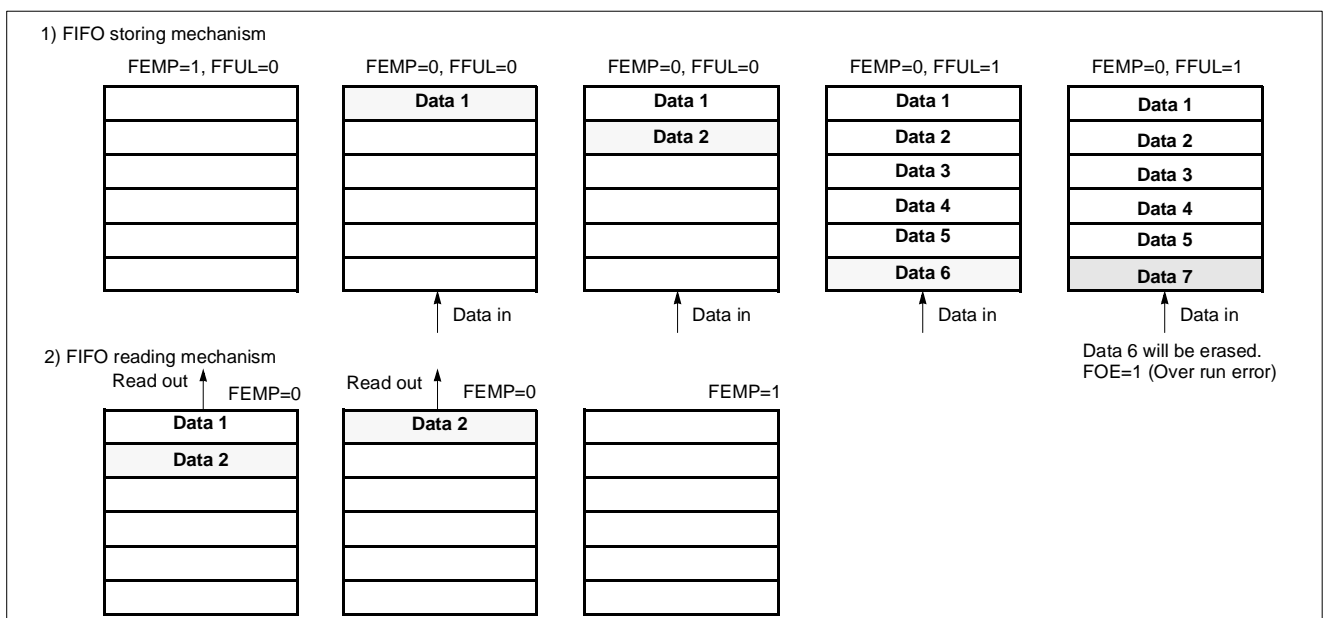 1) FIFO storing mechanism
FEMP=1, FFUL=0
FEMP=0, FFUL=0
FEMP=0, FFUL=0
FEMP=0, FFUL=1
FEMP=0, FFUL=1
Data 1
Data 1
Data 2
Data 1
Data 2
Data 3
Data 4
Data 5
Data 6
Data 1
Data 2
Data 3
Data 4
Data 5
Data 7
Data in
Data in
Data in
Data in
Data 6 will be erased.
FOE=1 (Over run error)
2) FIFO reading mechanism
Read out
FEMP=0
Data 1
Data 2
Read out
FEMP=0
Data 2
FEMP=1